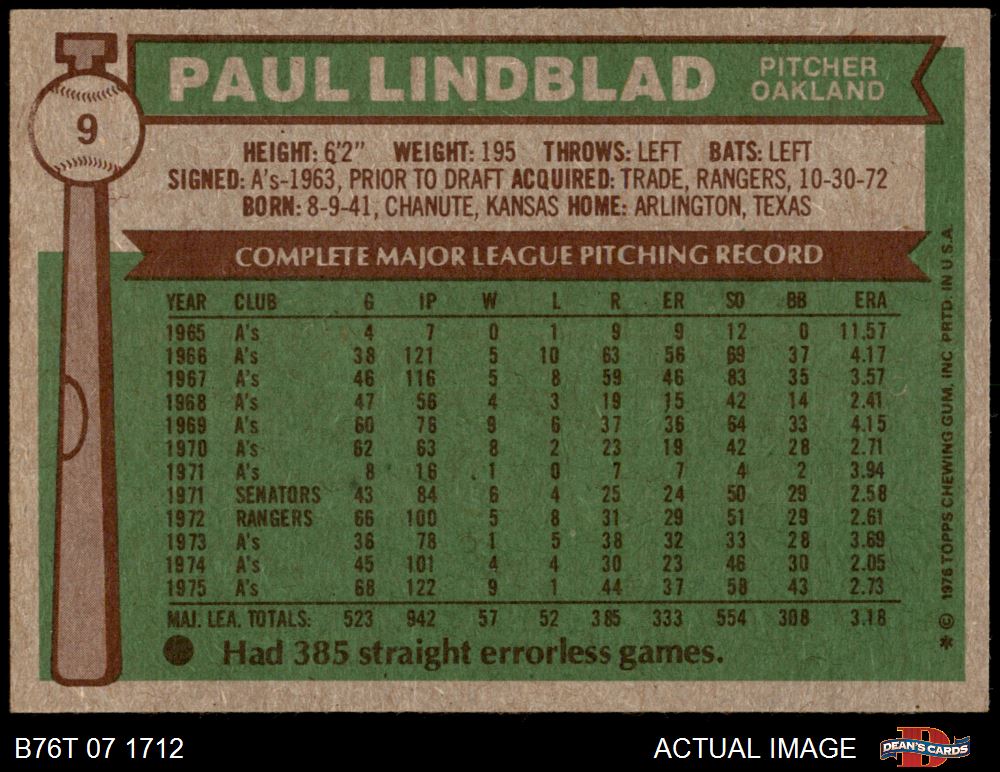 9
PAUL LINDBLAD
PITCHER
OAKLAND
HEIGHT: 6'2" WEIGHT: 195 THROWS: LEFT BATS: LEFT
SIGNED: A's-1963, PRIOR TO DRAFT ACQUIRED: TRADE, RANGERS, 10-30-72
BORN: 8-9-41, CHANUTE, KANSAS HOME: ARLINGTON, TEXAS
COMPLETE MAJOR LEAGUE PITCHING RECORD
YEAR CLUB G IP W L R ER SO BB ERA
1965 A's 4 7 0 1 9 9 12 0 11.57
1966 A's 38 121 5 10 63 56 69 37 4.17
1967 A's 46 116 5 8 59 46 83 35 3.57
1968 A's 47 56 4 3 19 15 42 14 2.41
1969 A's 60 78 9 6 37 36 64 33 4.15
1970 A's 62 63 8 2 23 19 42 28 2.71
1971 A's 8 16 1 0 7 7 4 2 3.94
1971 SENATORS 43 84 6 4 25 24 50 29 2.58
1972 RANGERS 66 100 5 8 31 29 51 29 2.61
1973 A's 36 78 1 5 38 32 33 28 3.69
1974 A's 45 101 4 4 30 23 46 30 2.05
1975 A's 68 122 9 1 44 37 58 43 2.73
MAJ. LEA. TOTALS: 523 942 57 52 385 333 554 308 3.18
Had 385 straight errorless games.
* © 1976 TOPPS CHEWING GUM, INC. PRTD. IN U.S.A.
B76T 07 1712
ACTUAL IMAGE
DEAN'S CARDS